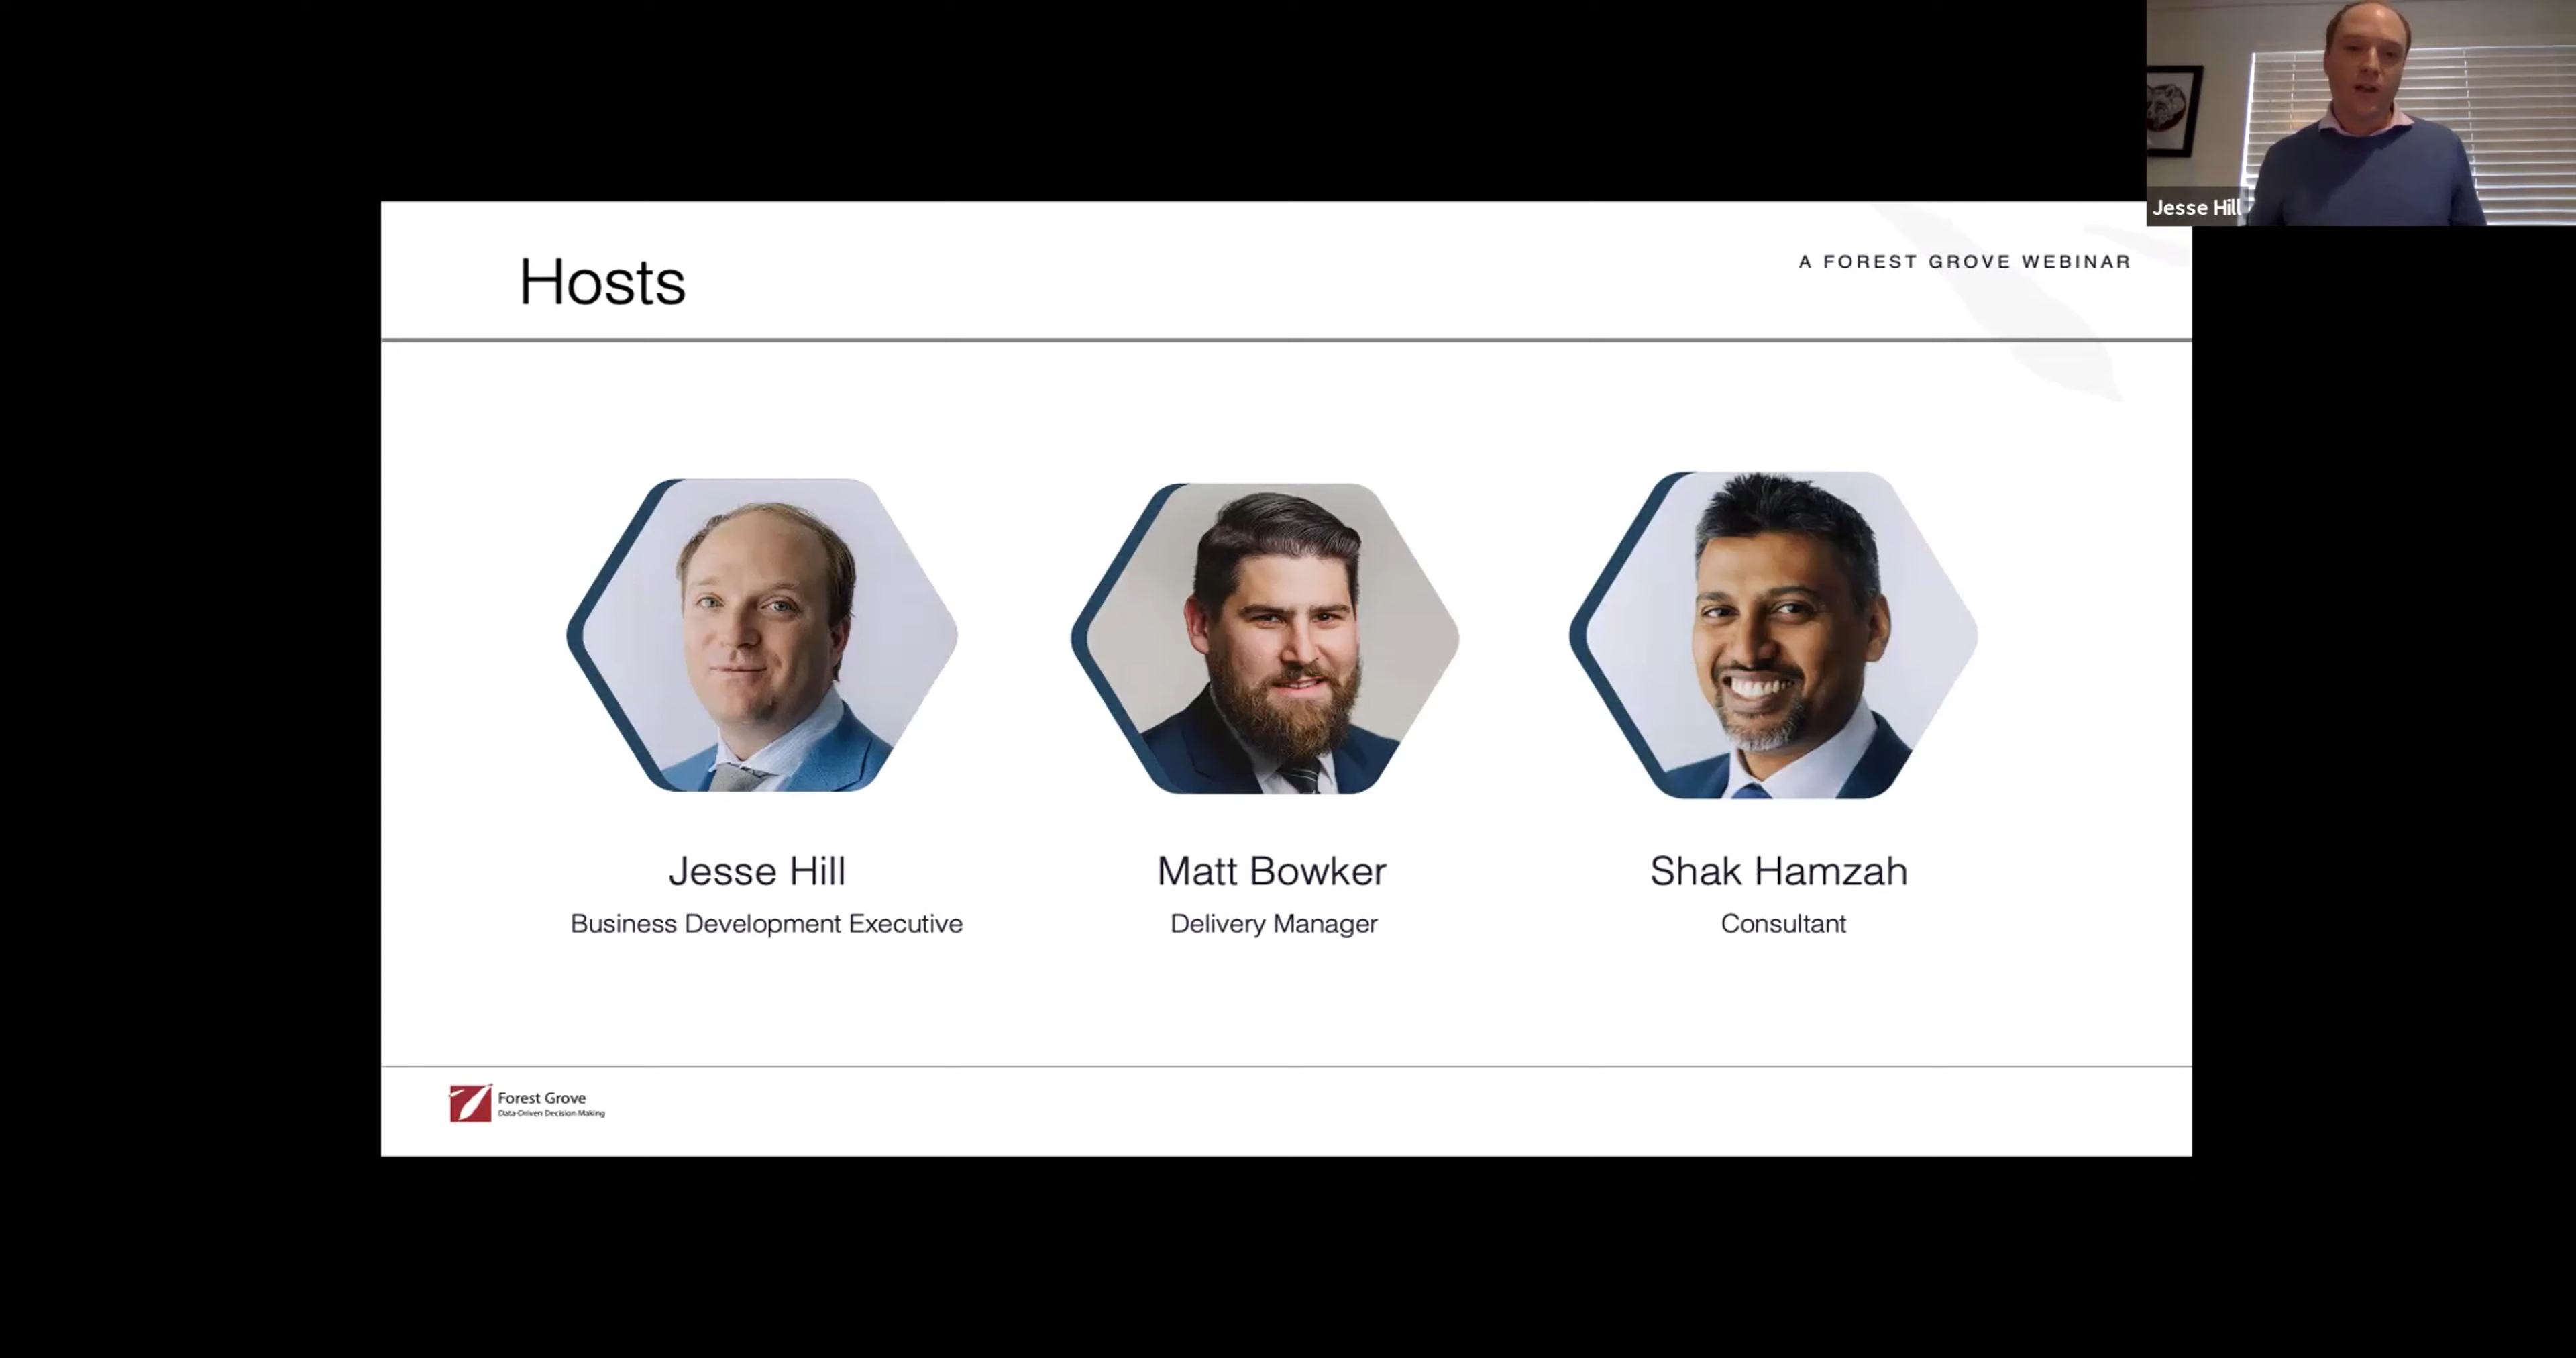 Jesse Hill
Hosts
A FOREST GROVE WEBINAR
Jesse Hill
Business Development Executive
Matt Bowker
Delivery Manager
Shak Hamzah
Consultant
Forest Grove
Data-Driven Decision-Making